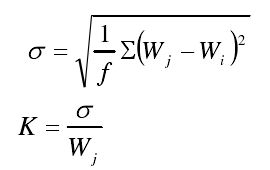 σ = √(1/f Σ(W_j − W_i)²)
K = σ/W_j